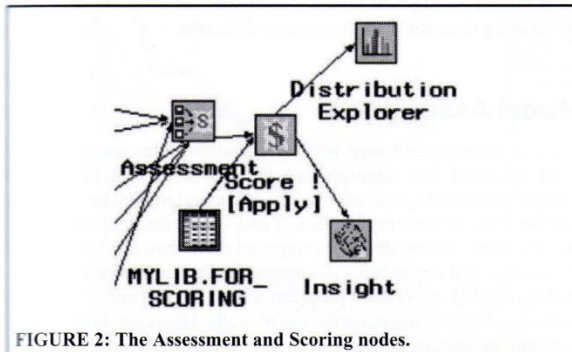 Distribution
Explorer
Assessment
Score !
[Apply]
MYLIB.FOR_
SCORING
Insight
FIGURE 2: The Assessment and Scoring nodes.